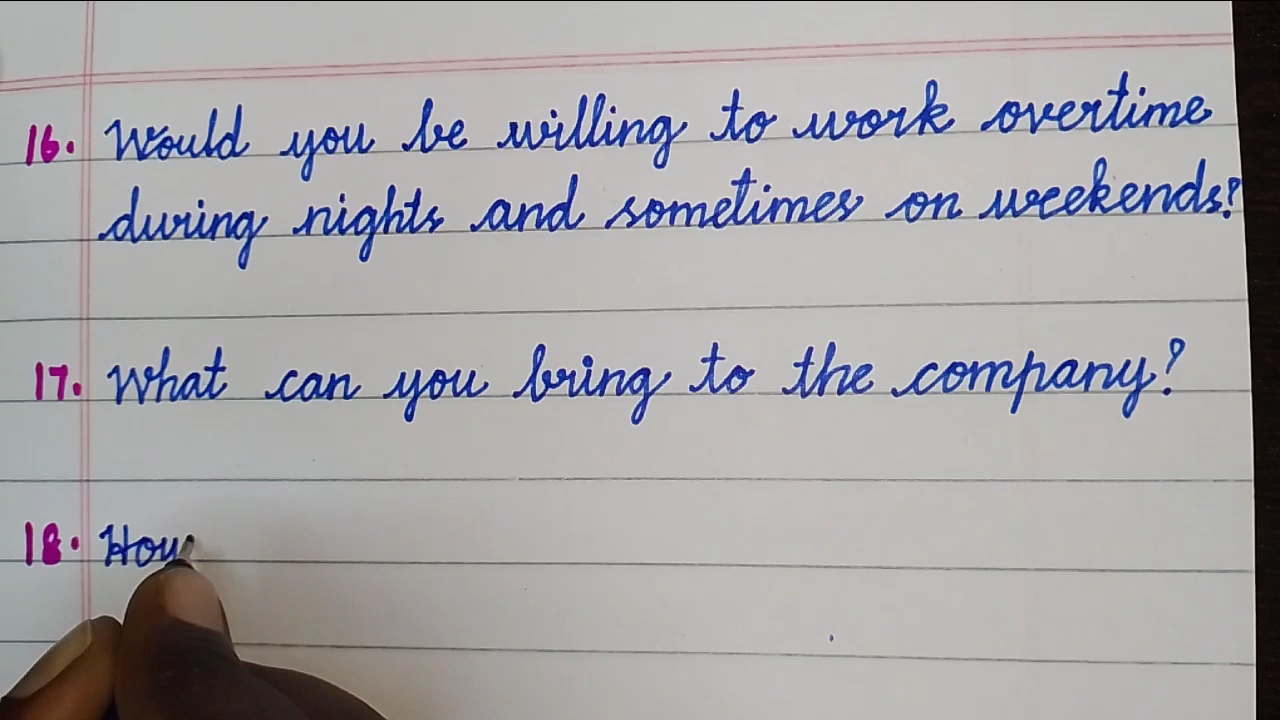 16. Would you be willing to work overtime
during nights and sometimes on weekends?
17. What can you bring to the company?
18.